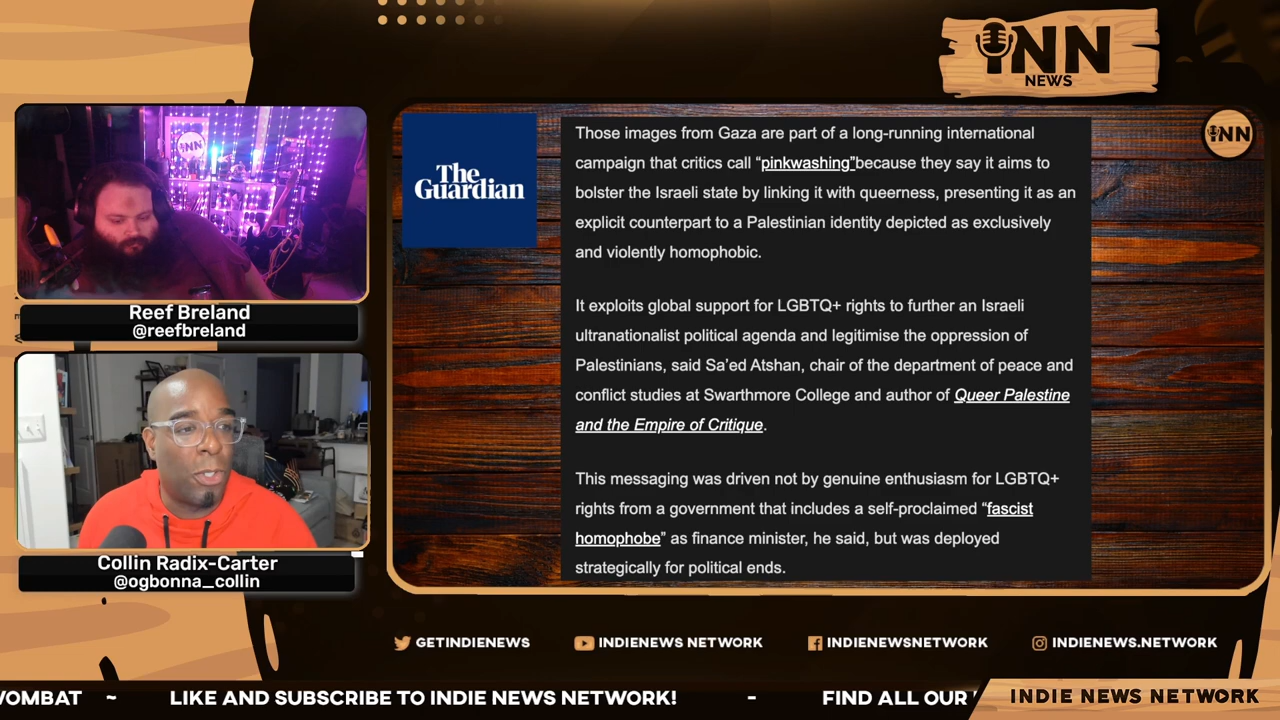 iNN
NEWS
iNN
iNN
The
Guardian
Those images from Gaza are part of a long-running international
campaign that critics call “pinkwashing”because they say it aims to
bolster the Israeli state by linking it with queerness, presenting it as an
explicit counterpart to a Palestinian identity depicted as exclusively
and violently homophobic.
It exploits global support for LGBTQ+ rights to further an Israeli
ultranationalist political agenda and legitimise the oppression of
Palestinians, said Sa’ed Atshan, chair of the department of peace and
conflict studies at Swarthmore College and author of Queer Palestine
and the Empire of Critique.
This messaging was driven not by genuine enthusiasm for LGBTQ+
rights from a government that includes a self-proclaimed “fascist
homophobe” as finance minister, he said, but was deployed
strategically for political ends.
Reef Breland
@reefbreland
Collin Radix-Carter
@ogbonna_collin
GETINDIENEWS
INDIENEWS NETWORK
INDIENEWSNETWORK
INDIENEWS.NETWORK
WOMBAT ~ LIKE AND SUBSCRIBE TO INDIE NEWS NETWORK! - FIND ALL OUR
INDIE NEWS NETWORK